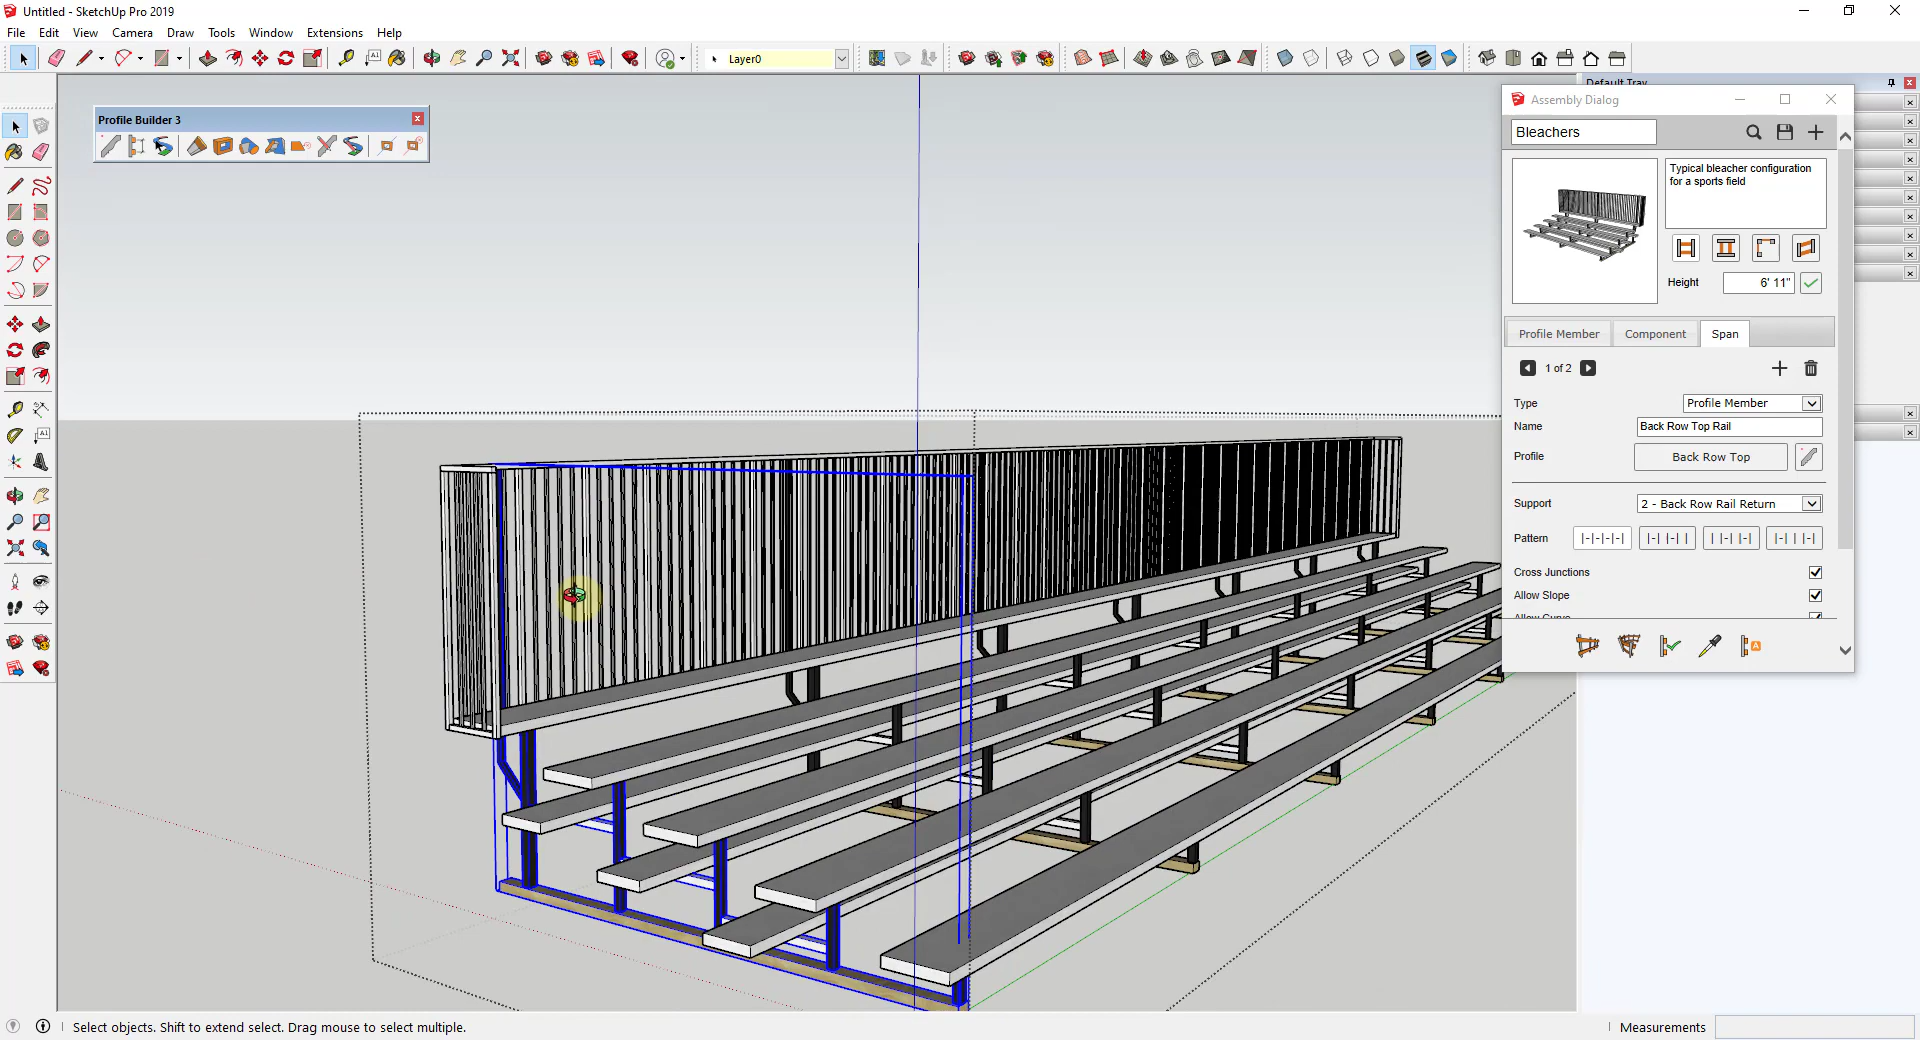 Untitled - SketchUp Pro 2019
File Edit View Camera Draw Tools Window Extensions Help
Layer0
Default Tray
Profile Builder 3
Assembly Dialog
Bleachers
Typical bleacher configuration
for a sports field
Height 6' 11"
Profile Member Component Span
1 of 2
Type Profile Member
Name Back Row Top Rail
Profile Back Row Top
Support 2 - Back Row Rail Return
Pattern |-|-|-|-| |-| |-| | | |-| |-| |-| | |-|
Cross Junctions
Allow Slope
Allow Curve
Select objects. Shift to extend select. Drag mouse to select multiple.
Measurements